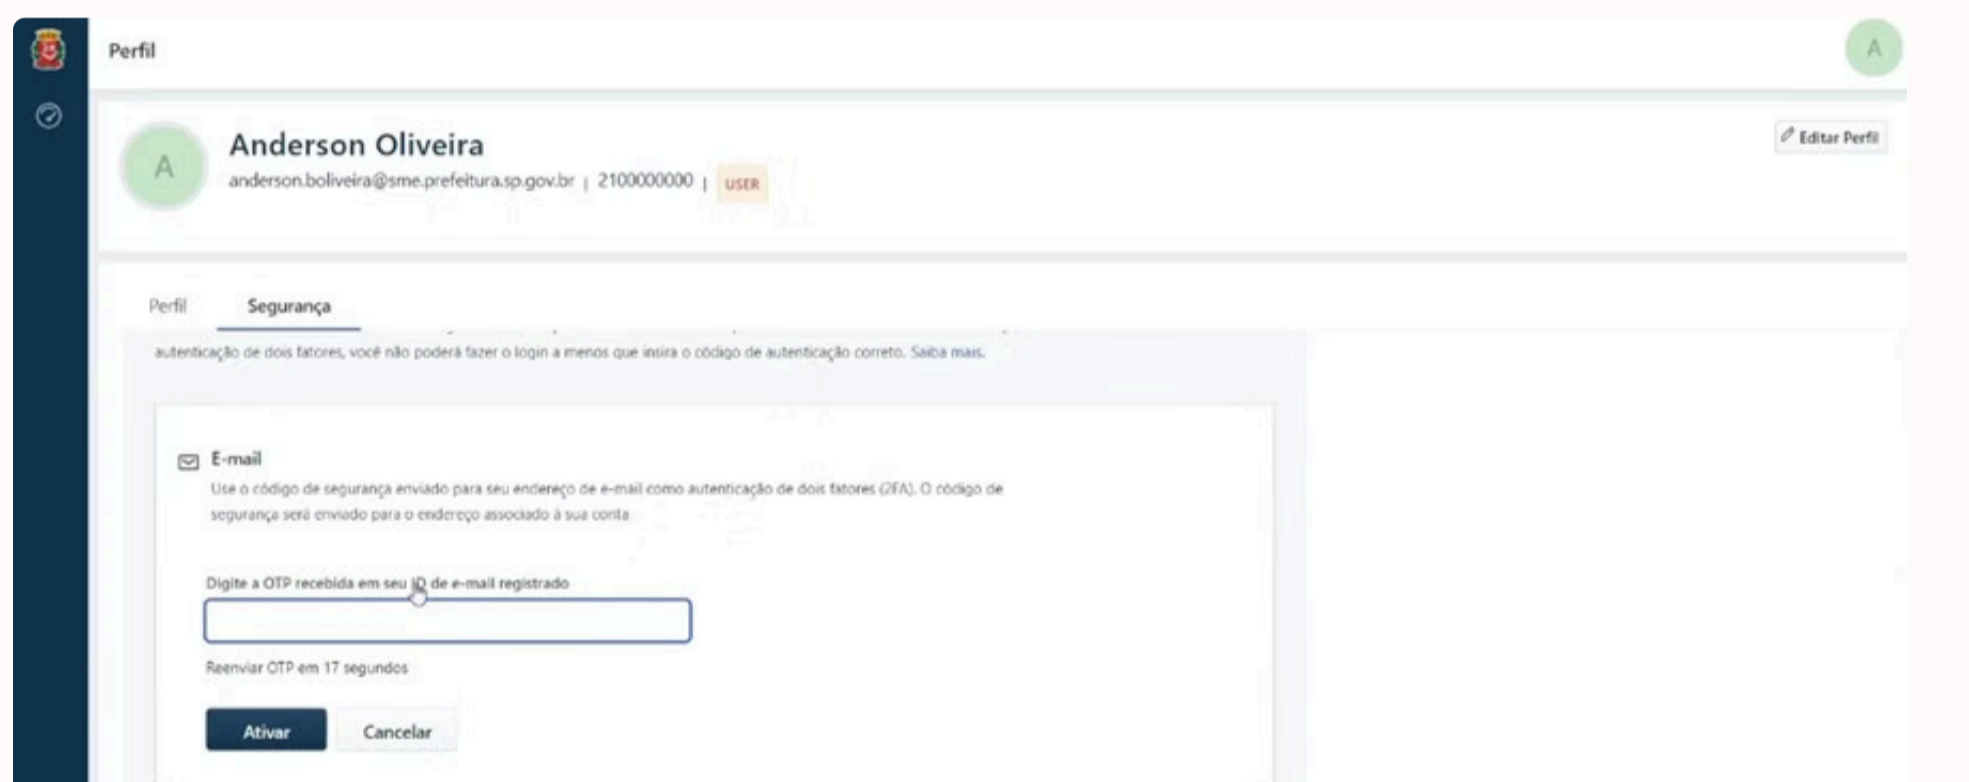 Perfil
A
Anderson Oliveira
anderson.boliveira@sme.prefeitura.sp.gov.br | 2100000000 | USER
A
Editar Perfil
Perfil
Segurança
autenticação de dois fatores, você não poderá fazer o login a menos que insira o código de autenticação correto. Saiba mais.
E-mail
Use o código de segurança enviado para seu endereço de e-mail como autenticação de dois fatores (2FA). O código de
segurança será enviado para o endereço associado à sua conta
Digite a OTP recebida em seu ID de e-mail registrado
Reenviar OTP em 17 segundos
Ativar
Cancelar